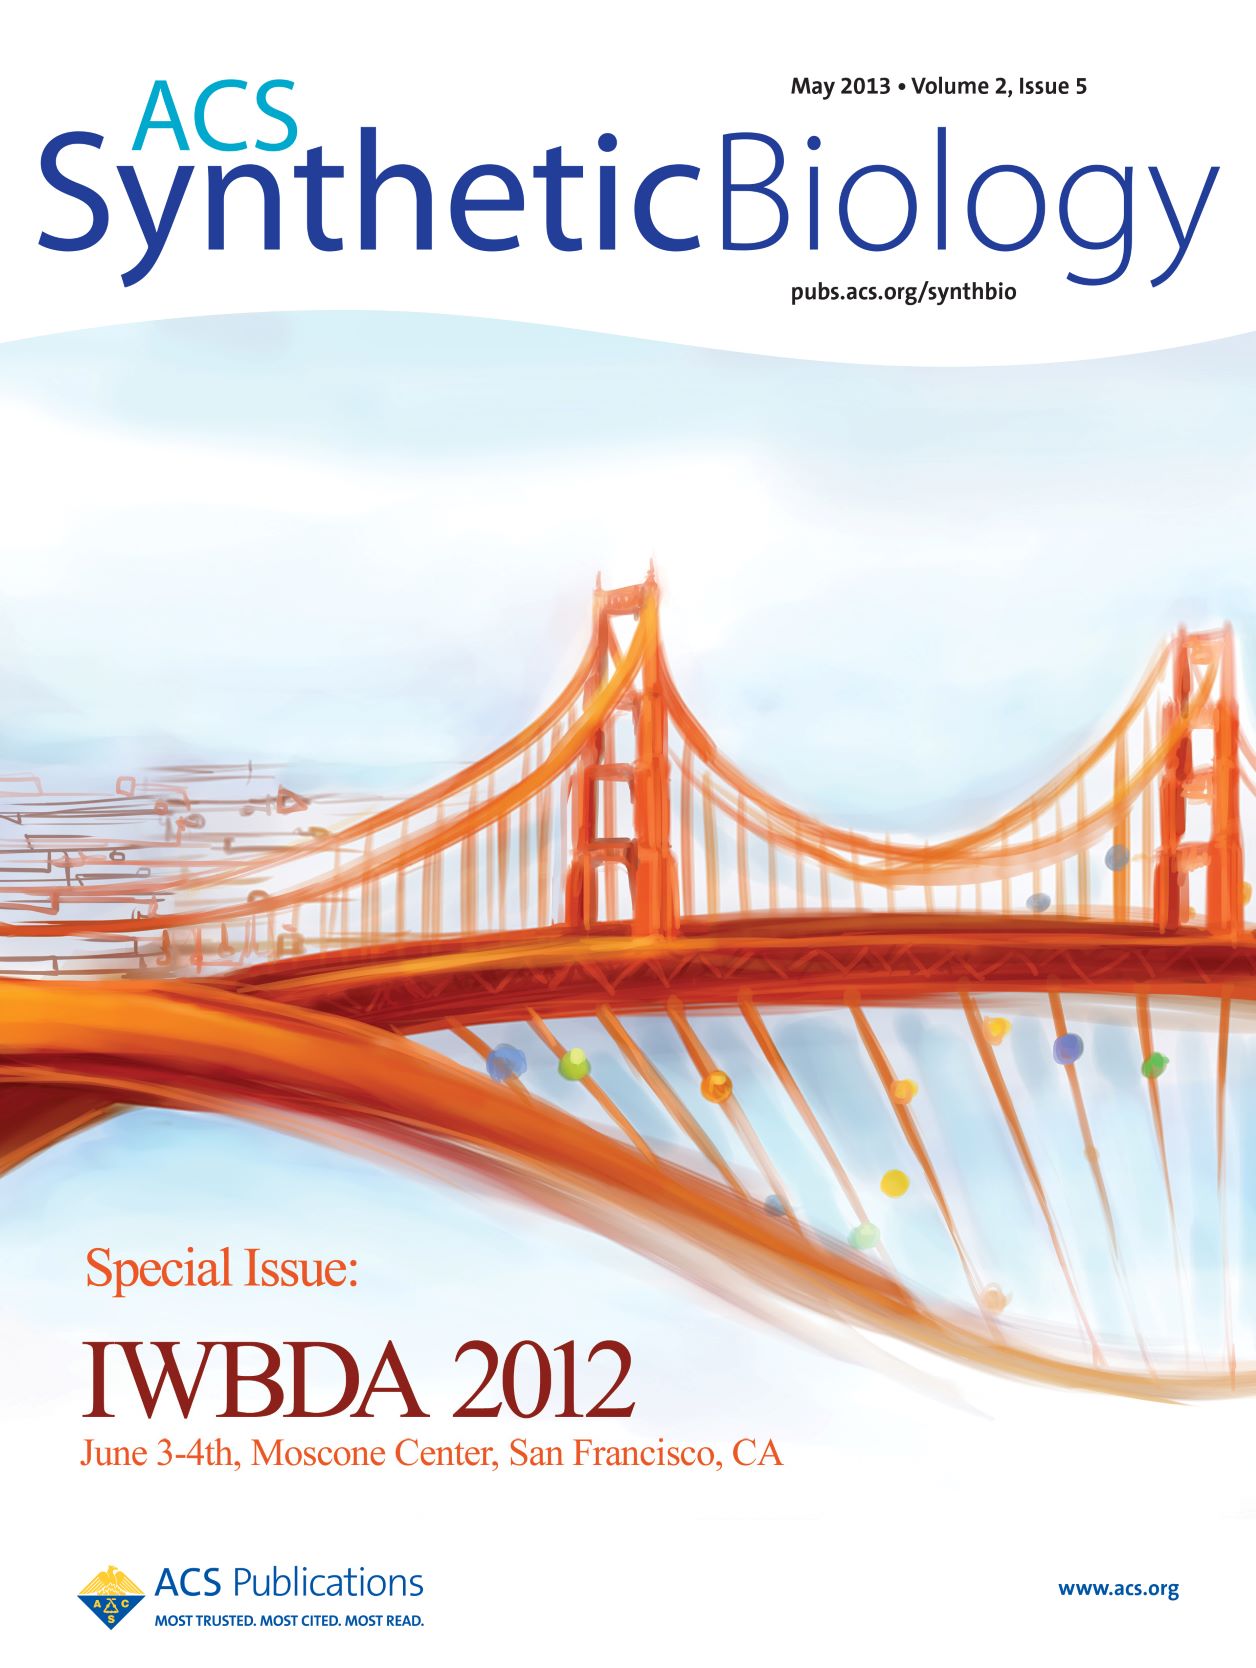 May 2013 • Volume 2, Issue 5
ACS
SyntheticBiology
pubs.acs.org/synthbio
Special Issue:
IWBDA 2012
June 3-4th, Moscone Center, San Francisco, CA
ACS Publications
MOST TRUSTED. MOST CITED. MOST READ.
A C
S
www.acs.org